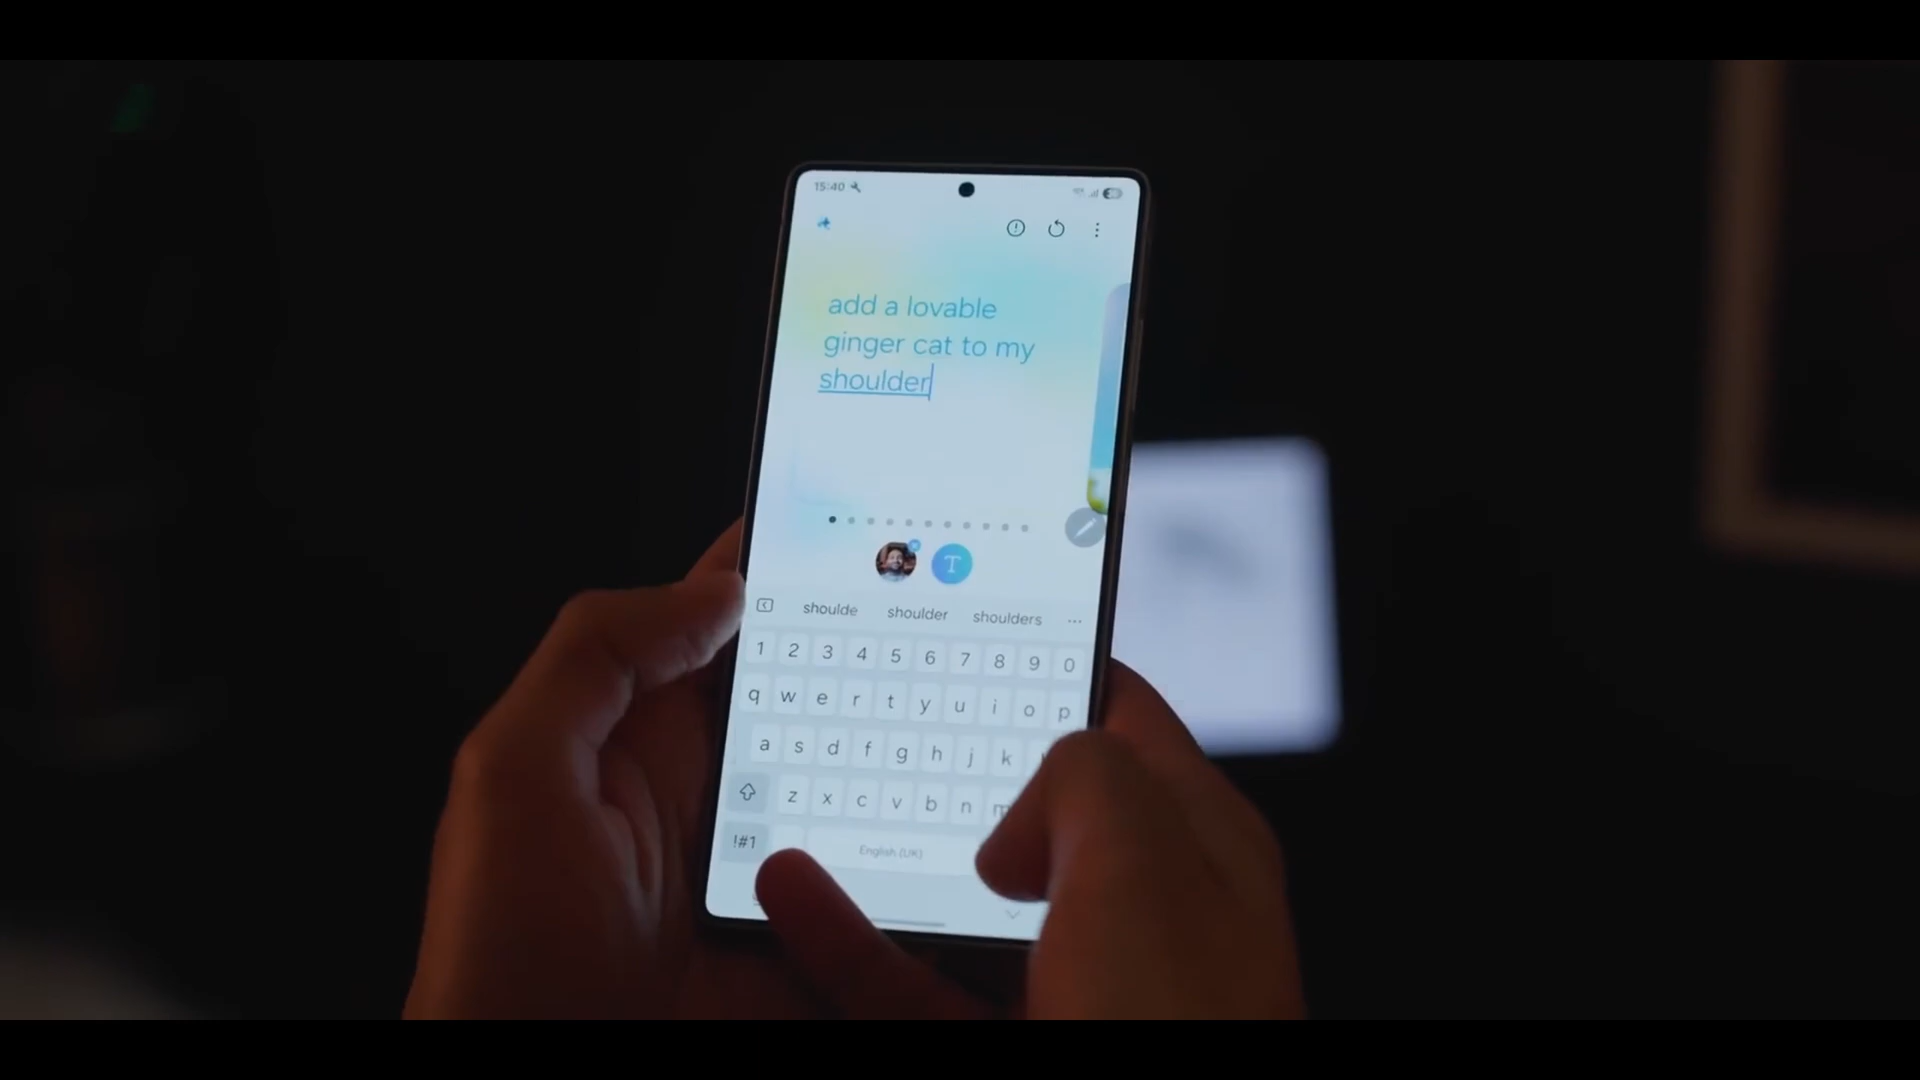 15:40
add a lovable
ginger cat to my
shoulder
T
shoulde shoulder shoulders ...
1 2 3 4 5 6 7 8 9 0
q w e r t y u i o p
a s d f g h j k
z x c v b n m
!#1 English (UK)